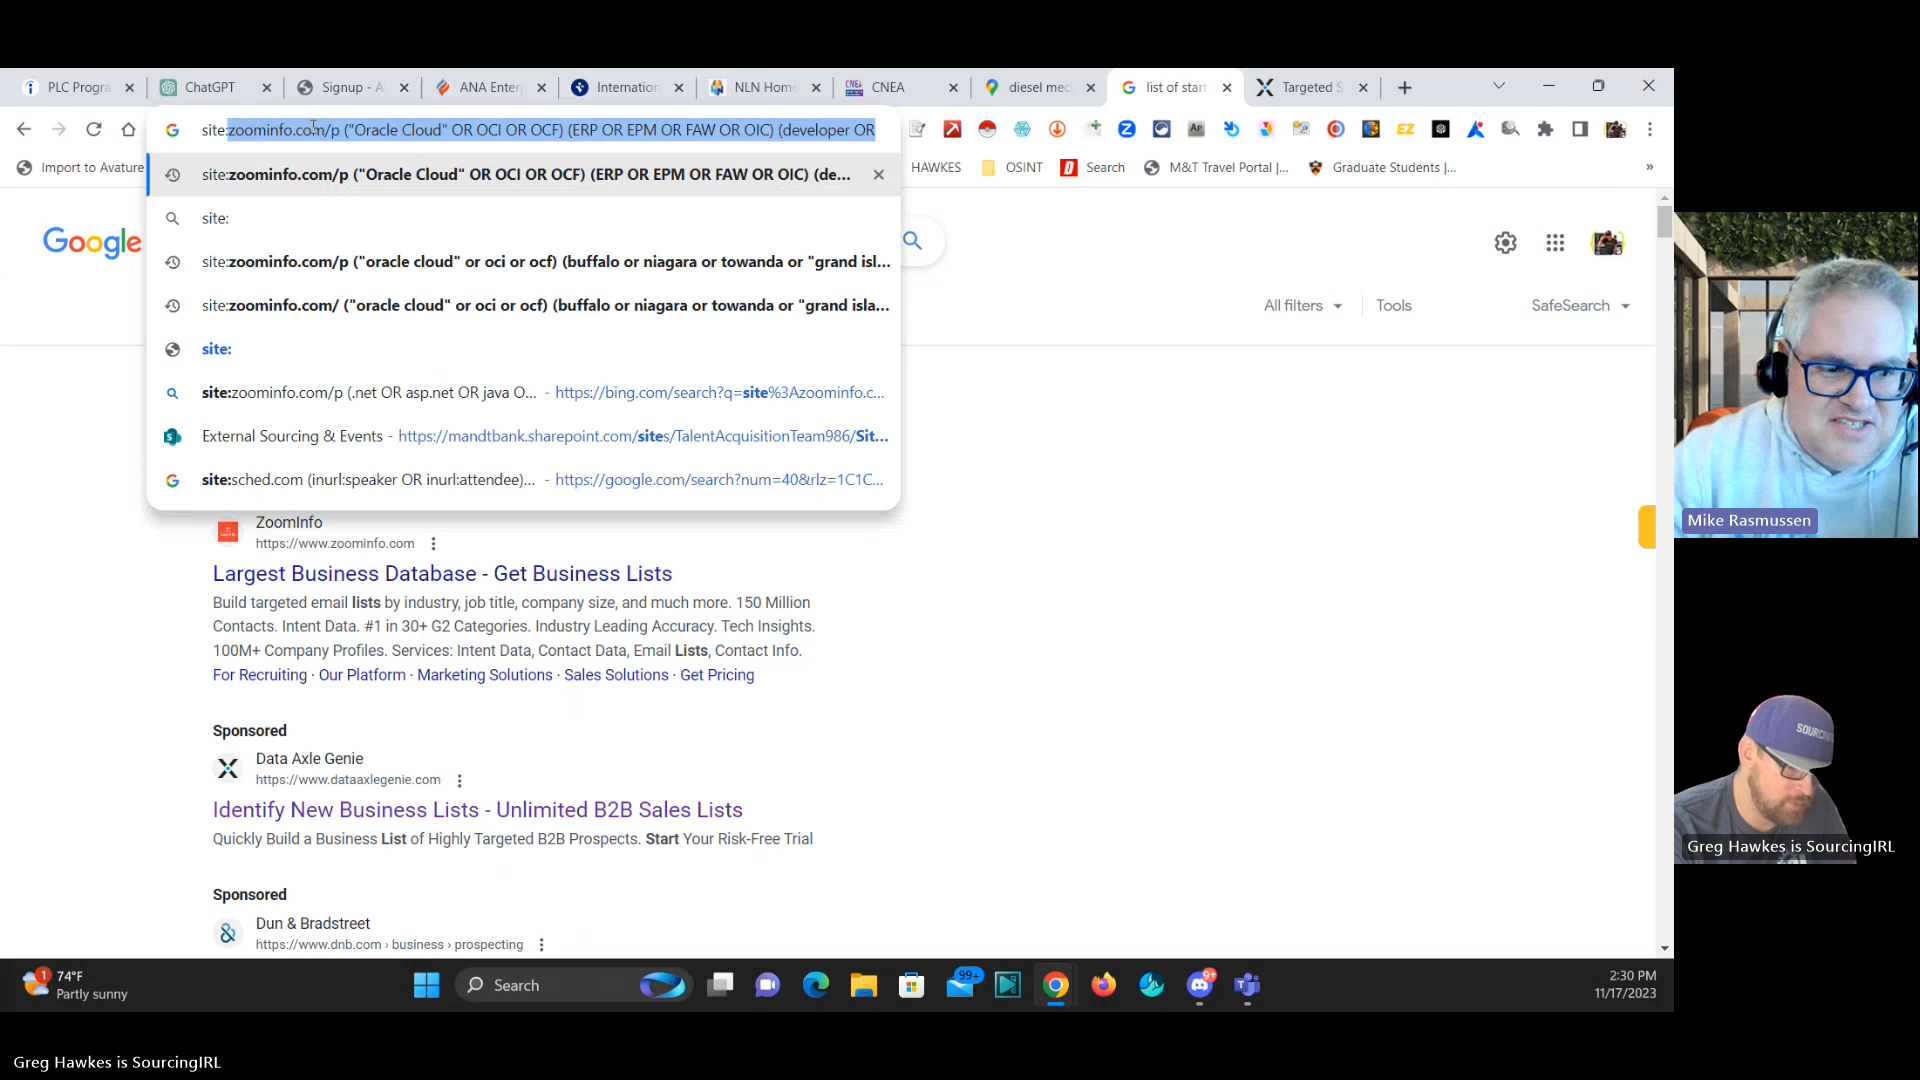 PLC Progra
ChatGPT
Signup - A
ANA Enter
Internation
NLN Home
CNEA
CNEA
diesel mec
list of start
Targeted S
site:zoominfo.com/p ("Oracle Cloud" OR OCI OR OCF) (ERP OR EPM OR FAW OR OIC) (developer OR
Import to Avature
HAWKES
OSINT
Search
M&T Travel Portal |...
Graduate Students |...
site:zoominfo.com/p ("Oracle Cloud" OR OCI OR OCF) (ERP OR EPM OR FAW OR OIC) (de...
site:
site:zoominfo.com/p ("oracle cloud" or oci or ocf) (buffalo or niagara or towanda or "grand isl...
site:zoominfo.com/ ("oracle cloud" or oci or ocf) (buffalo or niagara or towanda or "grand isla...
site:
site:zoominfo.com/p (.net OR asp.net OR java O... - https://bing.com/search?q=site%3Azoominfo.c...
External Sourcing & Events - https://mandtbank.sharepoint.com/sites/TalentAcquisitionTeam986/Sit...
site:sched.com (inurl:speaker OR inurl:attendee)... - https://google.com/search?num=40&rlz=1C1C...
Google
All filters
Tools
SafeSearch
ZoomInfo
https://www.zoominfo.com
Largest Business Database - Get Business Lists
Build targeted email lists by industry, job title, company size, and much more. 150 Million
Contacts. Intent Data. #1 in 30+ G2 Categories. Industry Leading Accuracy. Tech Insights.
100M+ Company Profiles. Services: Intent Data, Contact Data, Email Lists, Contact Info.
For Recruiting · Our Platform · Marketing Solutions · Sales Solutions · Get Pricing
Sponsored
Data Axle Genie
https://www.dataaxlegenie.com
Identify New Business Lists - Unlimited B2B Sales Lists
Quickly Build a Business List of Highly Targeted B2B Prospects. Start Your Risk-Free Trial
Sponsored
Dun & Bradstreet
https://www.dnb.com › business › prospecting
Mike Rasmussen
Greg Hawkes is SourcingIRL
1
74°F
Partly sunny
Search
99+
9+
2:30 PM
11/17/2023
Greg Hawkes is SourcingIRL